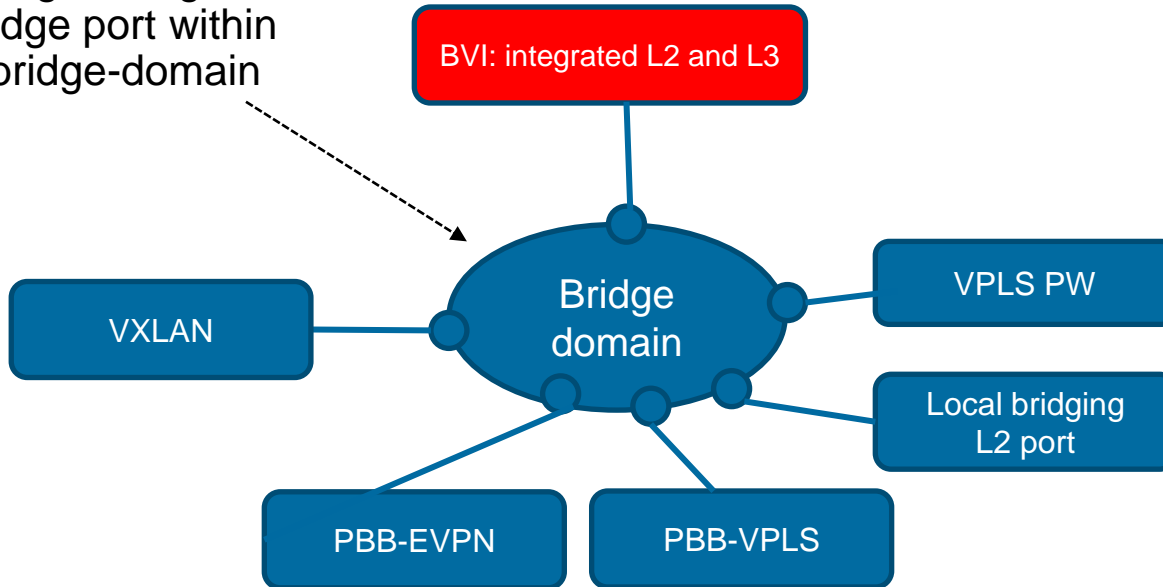 dge port within
bridge-domain
BVI: integrated L2 and L3
Bridge
domain
VPLS PW
VXLAN
Local bridging
L2 port
PBB-EVPN
PBB-VPLS